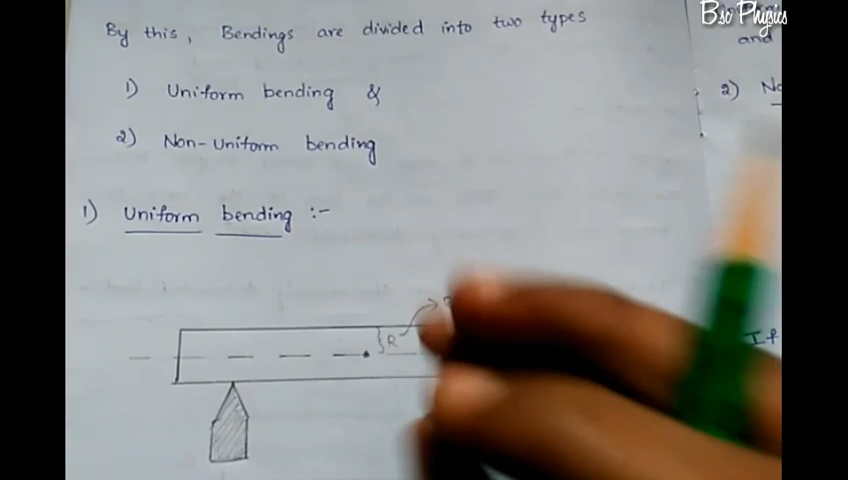 Bsc Physics
By this, Bendings are divided into two types
1) Uniform bending &
2) Non-Uniform bending
1) Uniform bending :-
R
and
2)
If